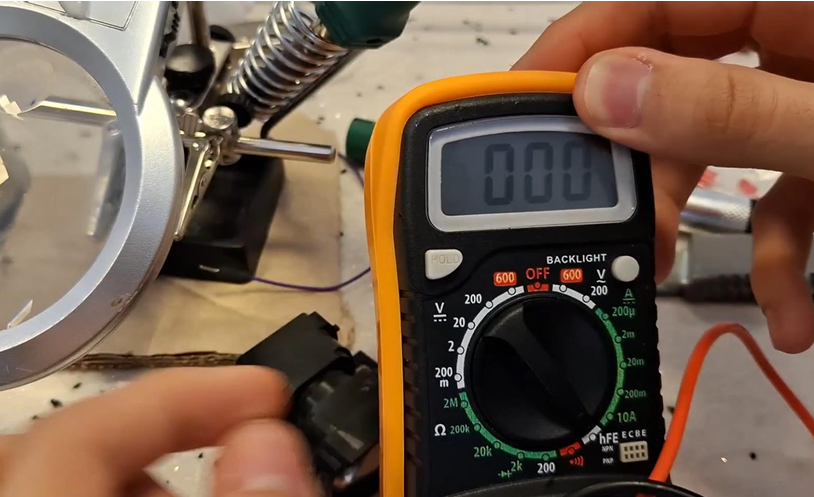 000
HOLD
BACKLIGHT
600 OFF 600 V
200 200
V
20
2
200
m
2M
Ω 200k
20k
2k
200
A
200µ
2m
20m
200m
10A
hFE ECBE
NPN
PNP